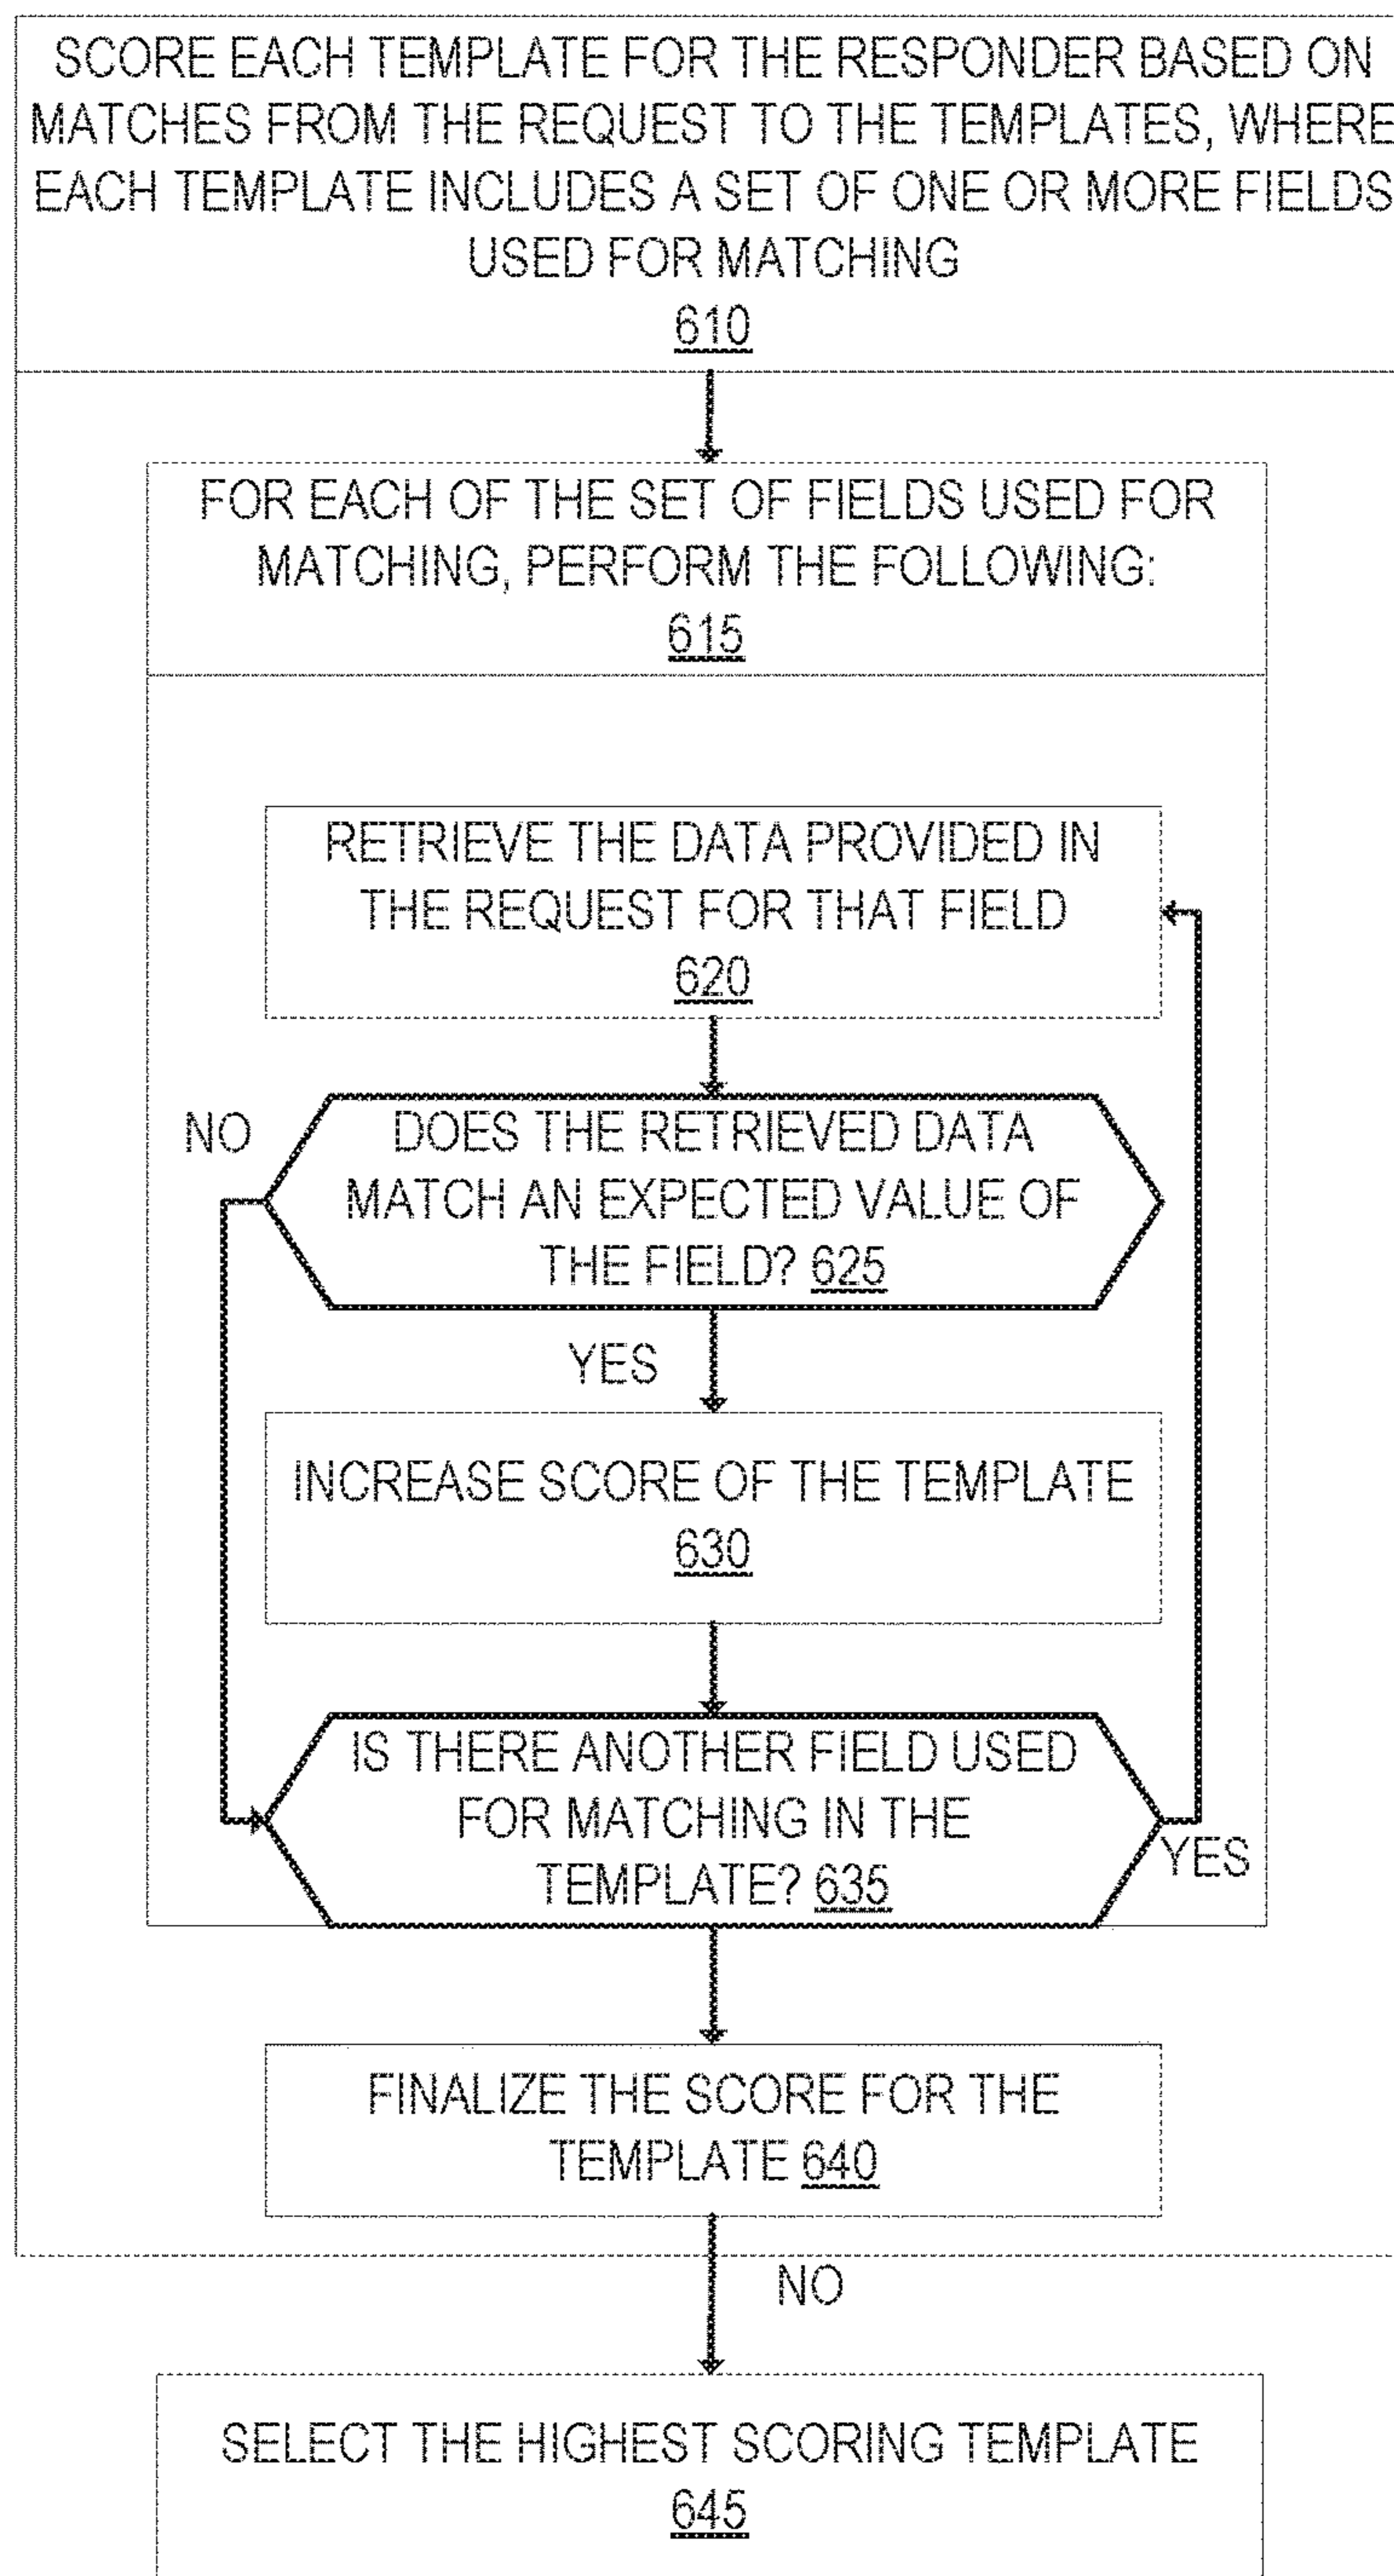 SCORE EACH TEMPLATE FOR THE RESPONDER BASED ON
MATCHES FROM THE REQUEST TO THE TEMPLATES, WHERE
EACH TEMPLATE INCLUDES A SET OF ONE OR MORE FIELDS
USED FOR MATCHING
610
FOR EACH OF THE SET OF FIELDS USED FOR
MATCHING, PERFORM THE FOLLOWING:
615
RETRIEVE THE DATA PROVIDED IN
THE REQUEST FOR THAT FIELD
620
NO
DOES THE RETRIEVED DATA
MATCH AN EXPECTED VALUE OF
THE FIELD? 625
YES
INCREASE SCORE OF THE TEMPLATE
630
IS THERE ANOTHER FIELD USED
FOR MATCHING IN THE
TEMPLATE? 635
YES
FINALIZE THE SCORE FOR THE
TEMPLATE 640
NO
SELECT THE HIGHEST SCORING TEMPLATE
645